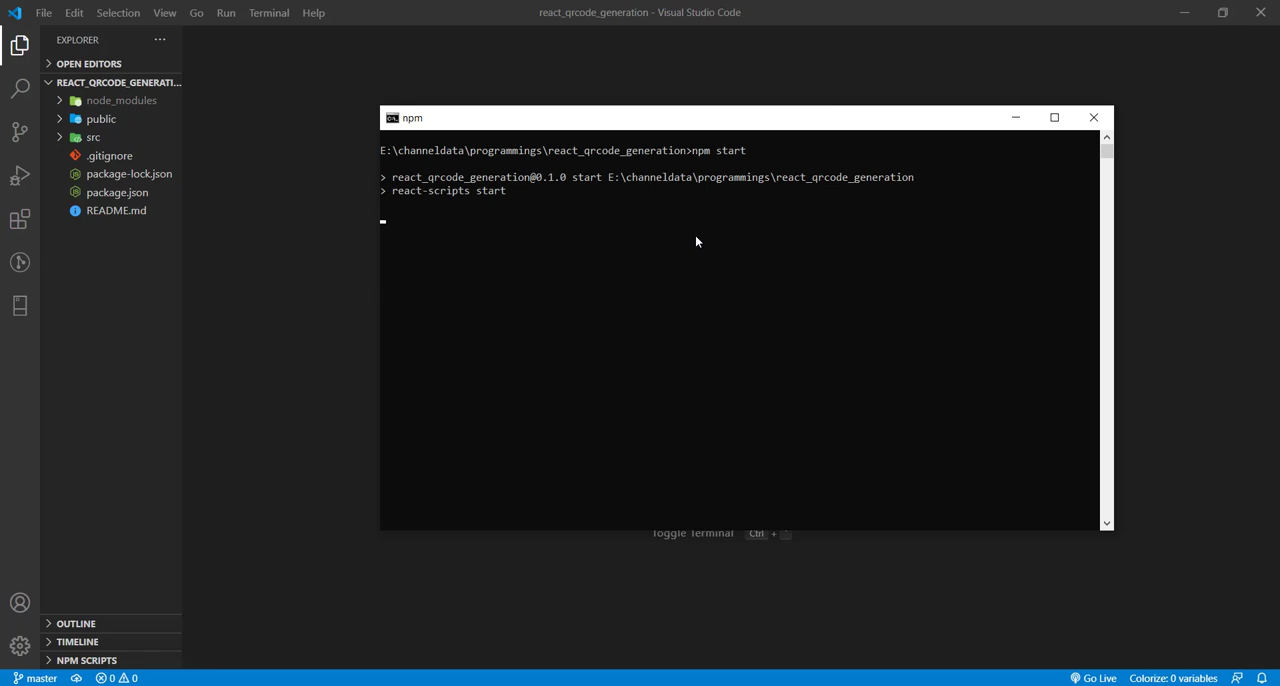 File Edit Selection View Go Run Terminal Help
react_qrcode_generation - Visual Studio Code
EXPLORER
OPEN EDITORS
REACT_QRCODE_GENERATI...
node_modules
public
src
.gitignore
package-lock.json
package.json
README.md
npm
E:\channeldata\programmings\react_qrcode_generation>npm start
> react_qrcode_generation@0.1.0 start E:\channeldata\programmings\react_qrcode_generation
> react-scripts start
Toggle Terminal Ctrl +
OUTLINE
TIMELINE
NPM SCRIPTS
master 0 0 Go Live Colorize: 0 variables